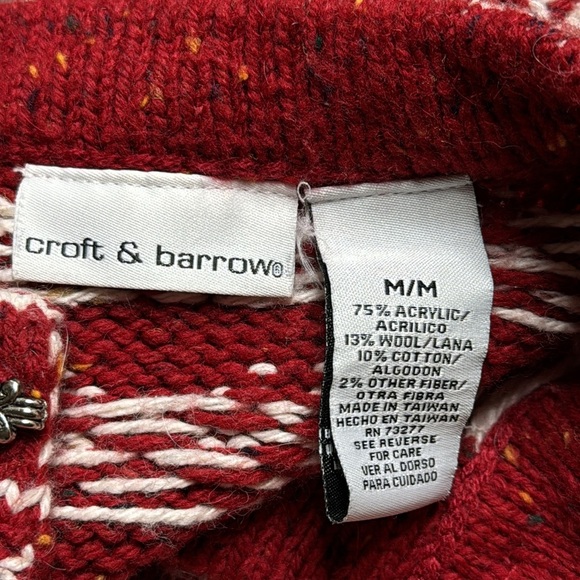 croft & barrow®
M/M
75% ACRYLIC/
ACRILICO
13% WOOL/LANA
10% COTTON/
ALGODON
2% OTHER FIBER/
OTRA FIBRA
MADE IN TAIWAN
HECHO EN TAIWAN
RN 73277
SEE REVERSE
FOR CARE
VER AL DORSO
PARA CUIDADO